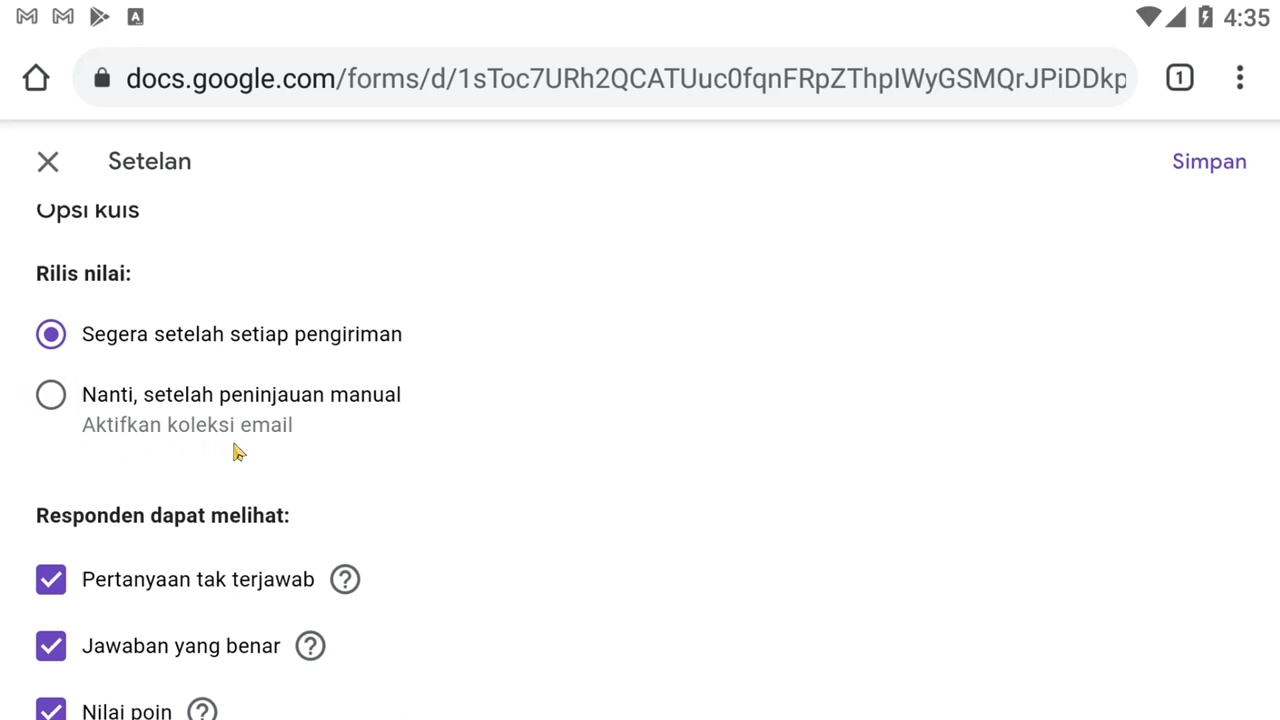 4:35
docs.google.com/forms/d/1sToc7URh2QCATUuc0fqnFRpZThpIWyGSMQrJPiDDkp
1
Setelan
Simpan
Opsi kuis
Rilis nilai:
Segera setelah setiap pengiriman
Nanti, setelah peninjauan manual
Aktifkan koleksi email
Responden dapat melihat:
Pertanyaan tak terjawab
Jawaban yang benar
Nilai poin